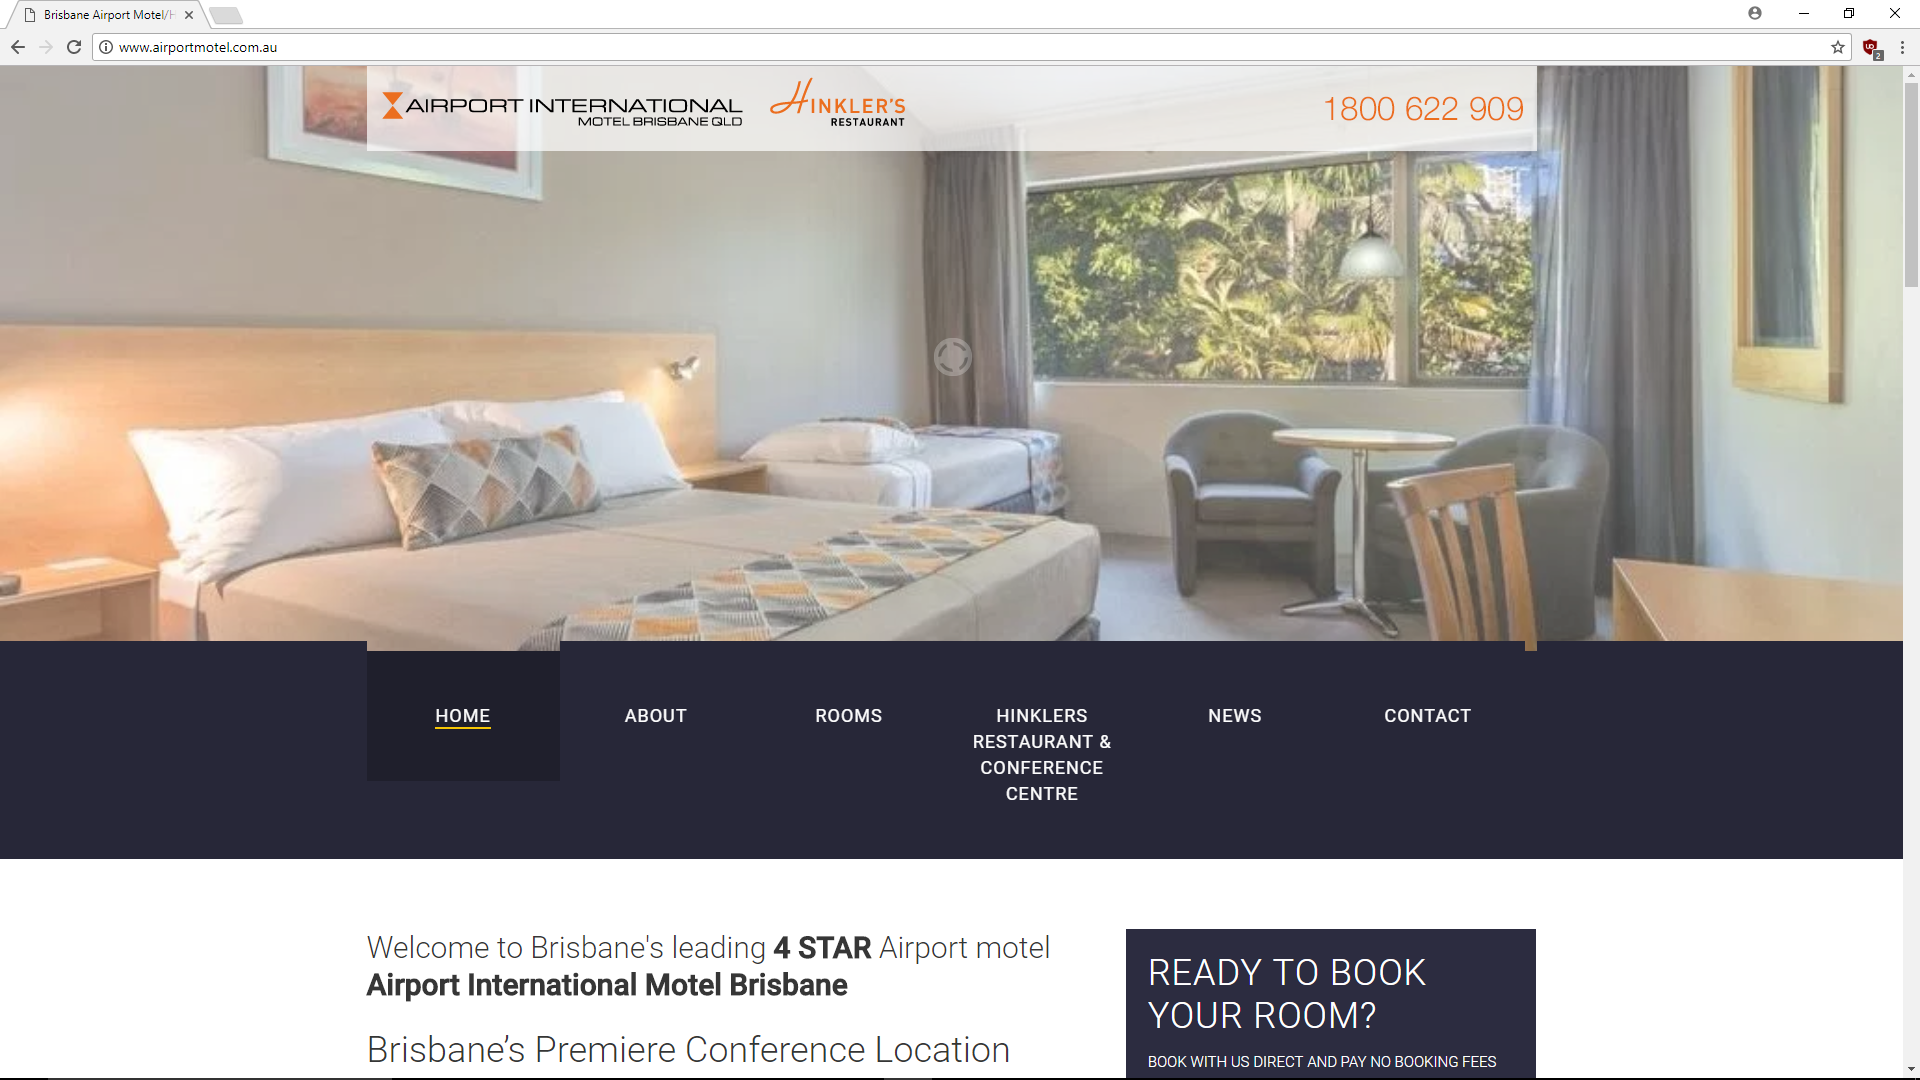 Brisbane Airport Motel/H
www.airportmotel.com.au
2
AIRPORT INTERNATIONAL
MOTEL BRISBANE QLD
HINKLER'S
RESTAURANT
1800 622 909
HOME
ABOUT
ROOMS
HINKLERS
RESTAURANT &
CONFERENCE
CENTRE
NEWS
CONTACT
Welcome to Brisbane's leading 4 STAR Airport motel
Airport International Motel Brisbane
Brisbane’s Premiere Conference Location
READY TO BOOK
YOUR ROOM?
BOOK WITH US DIRECT AND PAY NO BOOKING FEES